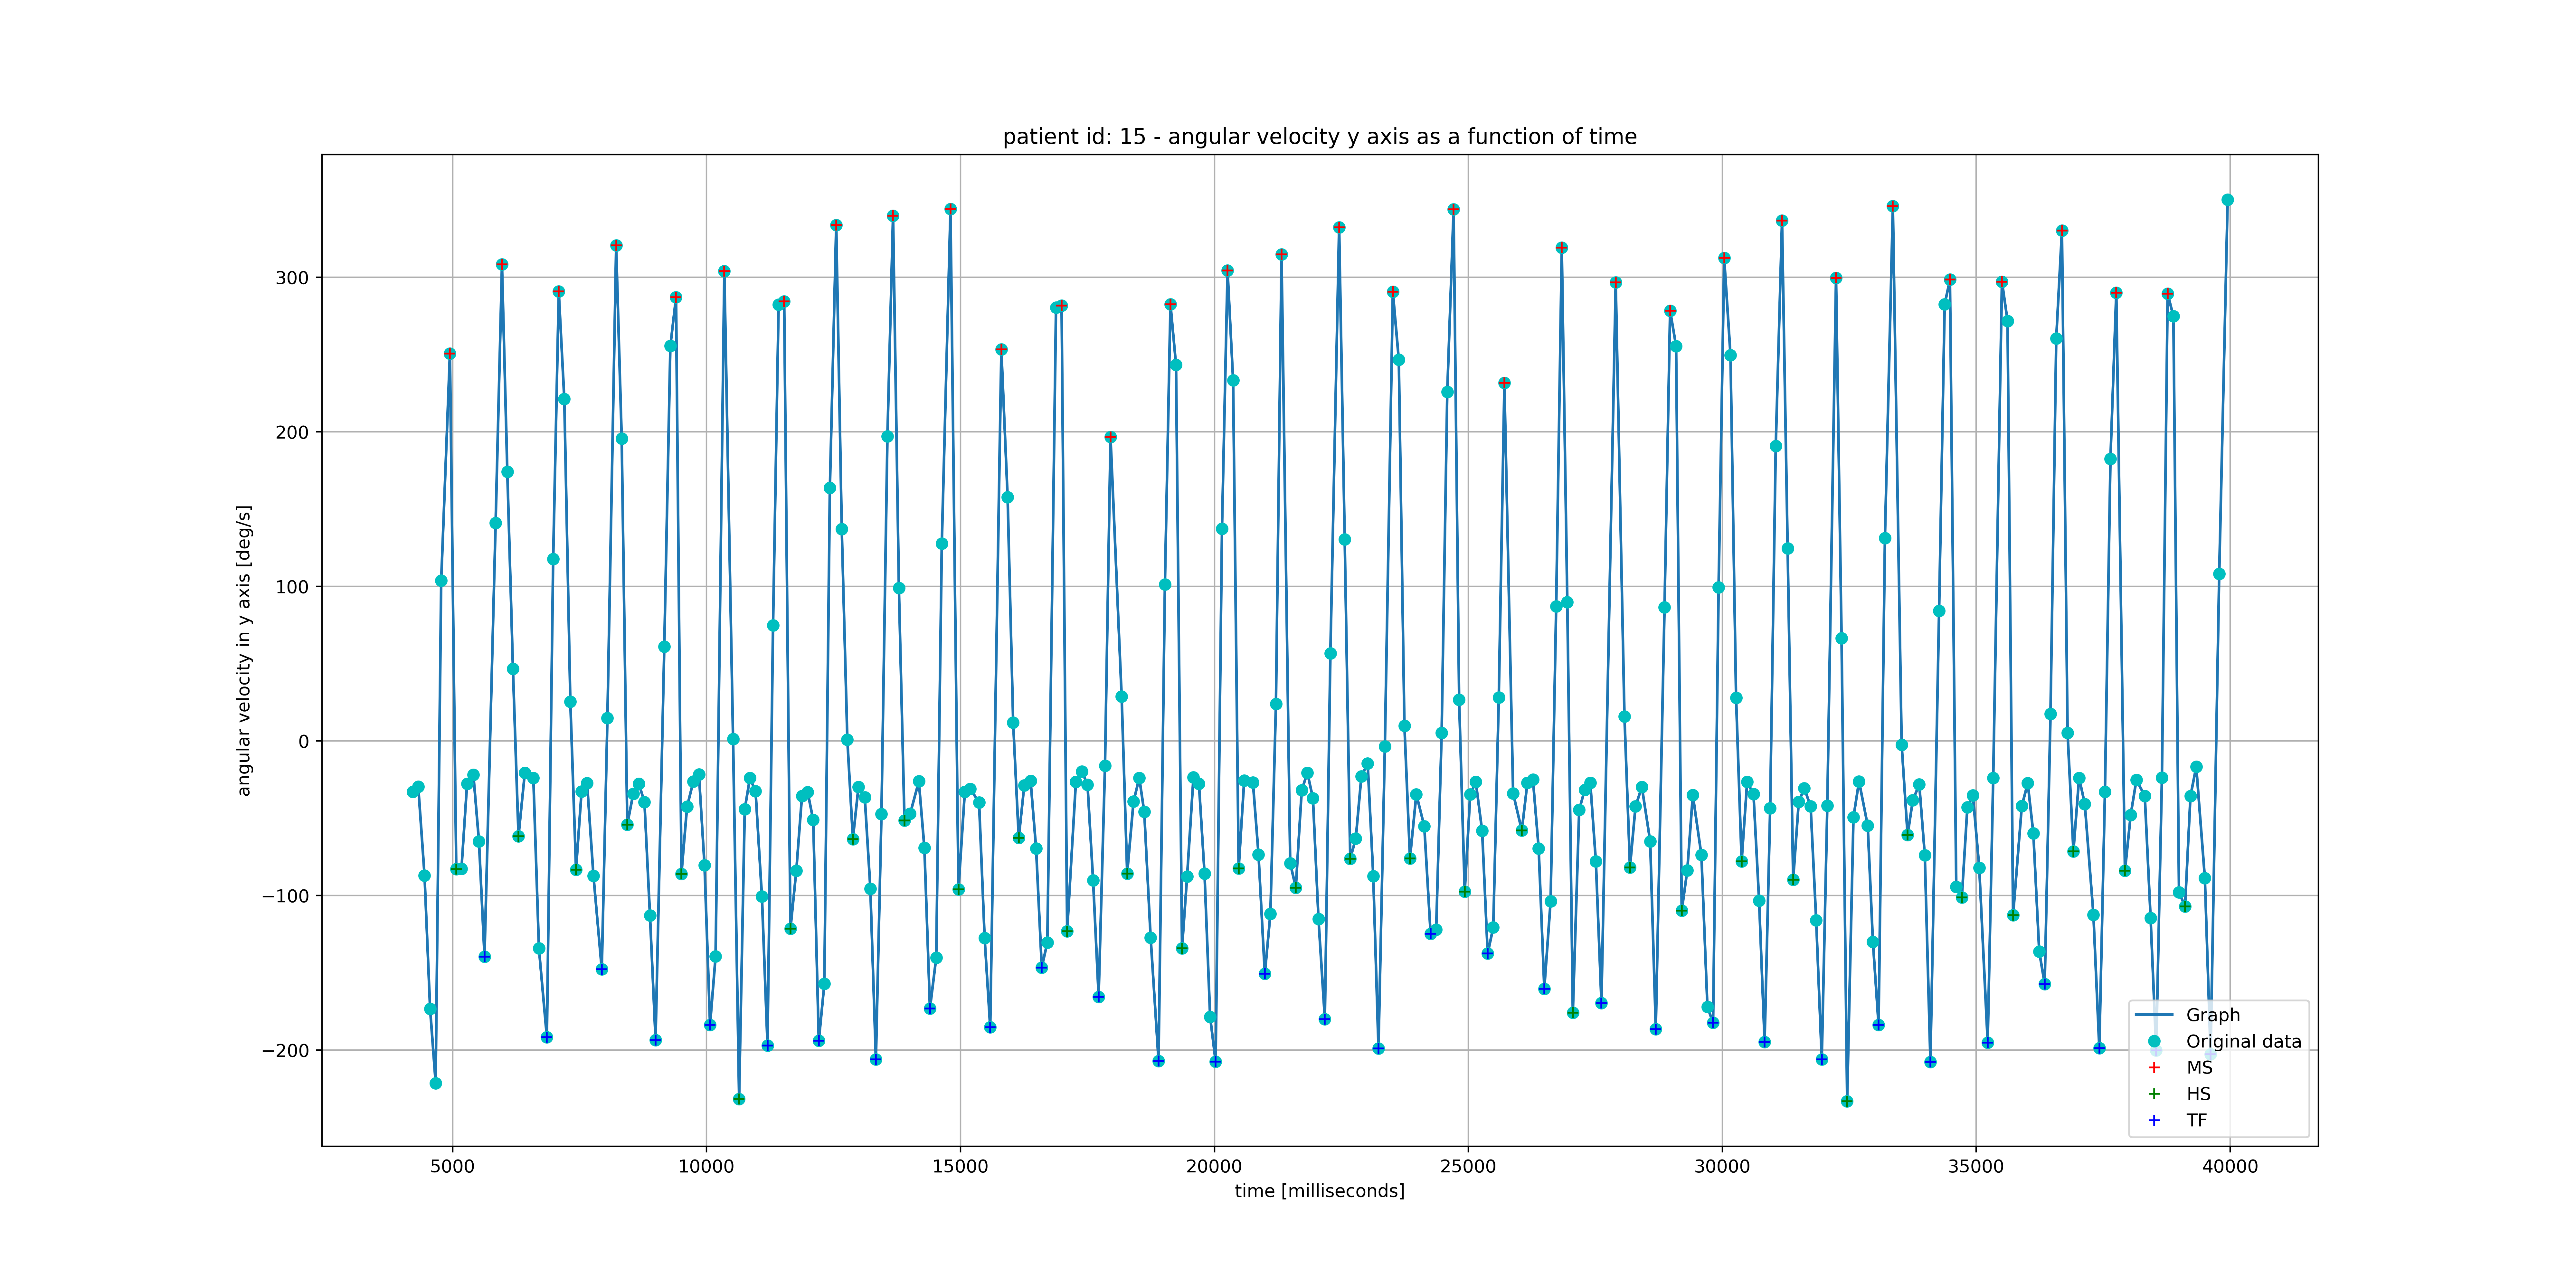 patient id: 15 - angular velocity y axis as a function of time
angular velocity in y axis [deg/s]
300
200
100
0
−100
−200
5000 10000 15000 20000 25000 30000 35000 40000
time [milliseconds]
Graph
Original data
MS
HS
TF